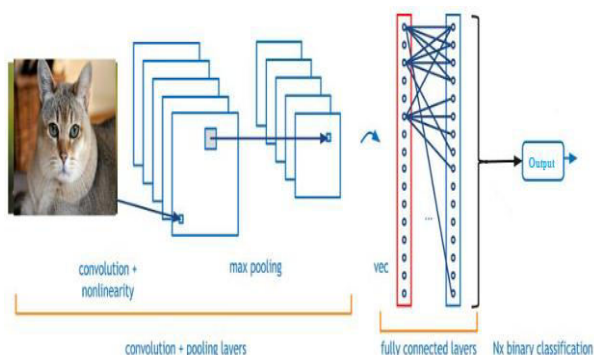 Output
convolution +
nonlinearity
max pooling
vec
...
convolution + pooling layers
fully connected layers
Nx binary classification